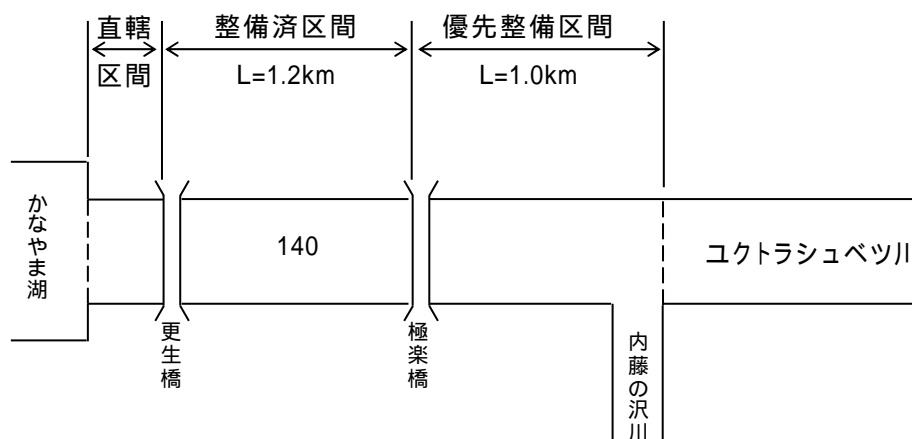 直轄
区間
整備済区間
L=1.2km
優先整備区間
L=1.0km
かなやま湖
140
ユクトラシュベツ川
更生橋
極楽橋
内藤の沢川